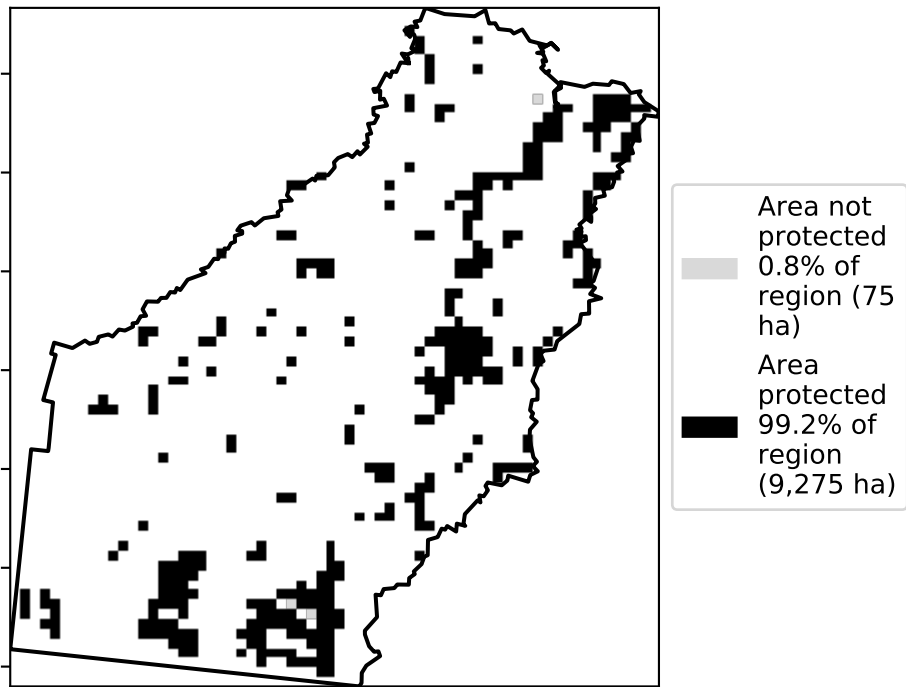 Area not
protected
0.8% of
region (75
ha)
Area
protected
99.2% of
region
(9,275 ha)